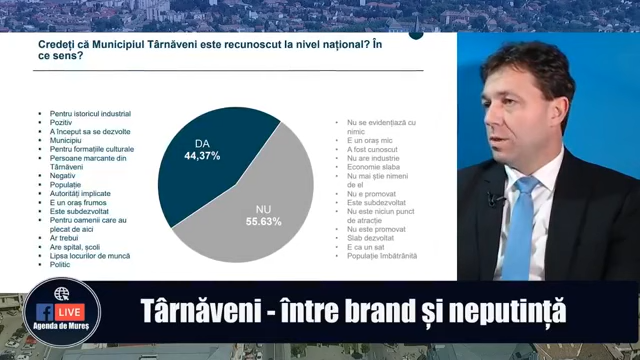 Credeți că Municipiul Târnăveni este recunoscut la nivel național? În
ce sens?
Pentru istoricul industrial
Pozitiv
A început sa se dezvolte
Municipiu
Pentru formațiile culturale
Persoane marcante din
Târnăveni
Negativ
Populație
Autorități implicate
E un oraș frumos
Este subdezvoltat
Pentru oamenii care au
plecat de aici
Ar trebui
Are spital, școli
Lipsa locurilor de muncă
Politic
DA
44,37%
NU
55.63%
Nu se evidențiază cu
nimic
E un oraș mic
A fost cunoscut
Nu are industrie
Economie slaba
Nu mai știe nimeni
de el
Nu e promovat
Este subdezvoltat
Nu este niciun punct
de atracție
Nu este promovat
Slab dezvoltat
E ca un sat
Populație îmbătrânită
f LIVE
Agenda de Mureș
Târnăveni - între brand și neputință